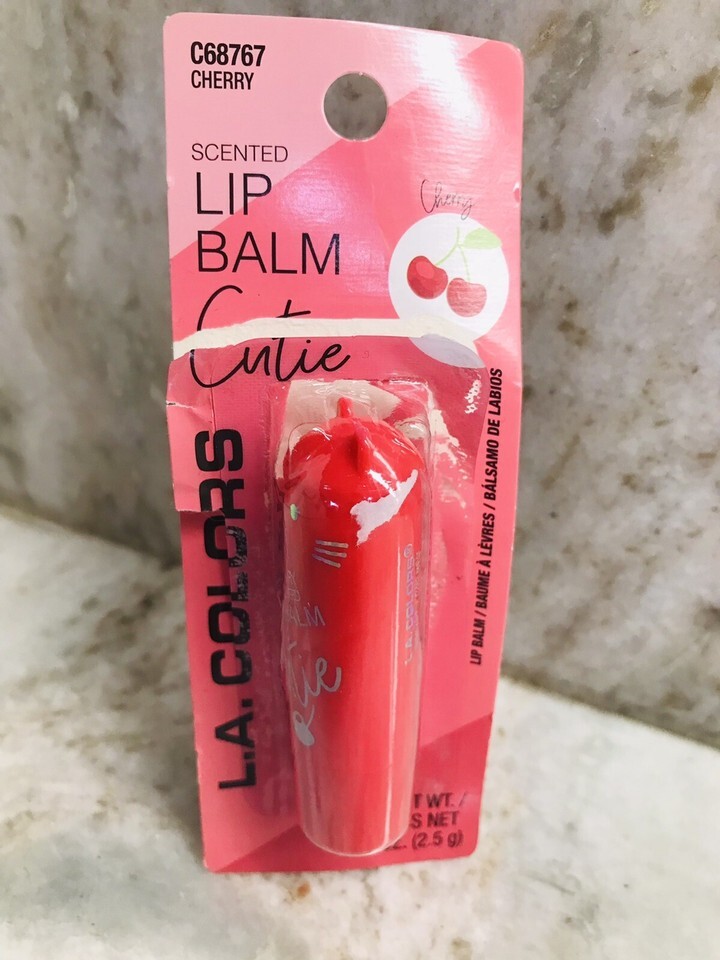 C68767
CHERRY
SCENTED
LIP
BALM
Cutie
Cherry
L.A. COLORS
LIP BALM / BAUME À LÈVRES / BÁLSAMO DE LABIOS
L.A. COLORS®
T WT. /
S NET
Z. (2.5 g)